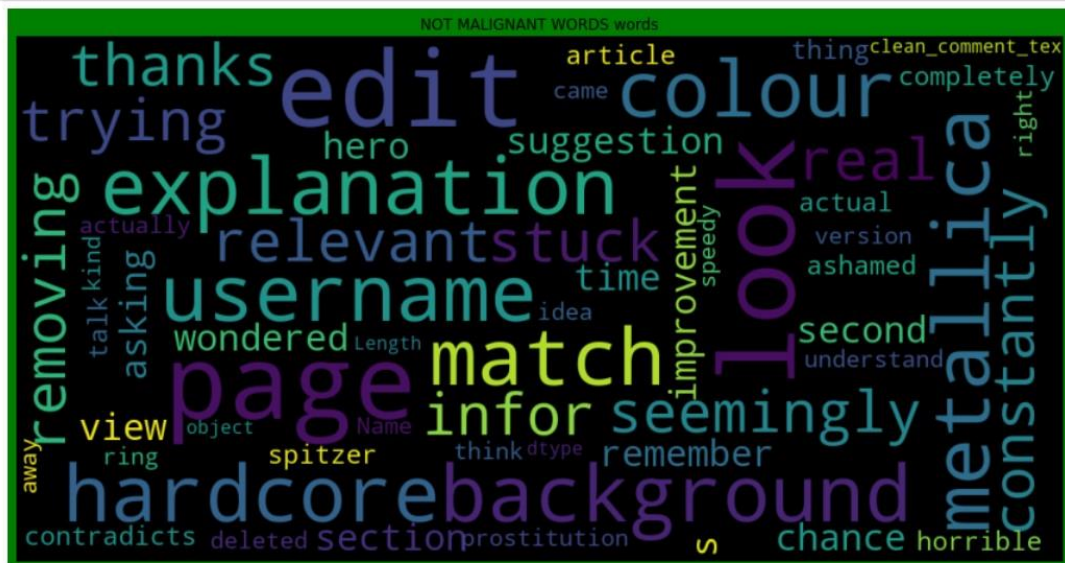 NOT MALIGNANT WORDS words
thanks
edit
article
thing
clean_comment_tex
came
colour
completely
trying
right
hero
suggestion
look
real
metallica
explanation
removing
improvement
actual
constantly
actually
relevant
stuck
speedy
version
kind
talk
asking
time
ashamed
username
idea
wondered
Length
match
second
understand
page
infor
seemingly
view
object
Name
away
ring
spitzer
think
dtype
remember
hardcore
background
contradicts
deleted
section
prostitution
s
chance
horrible